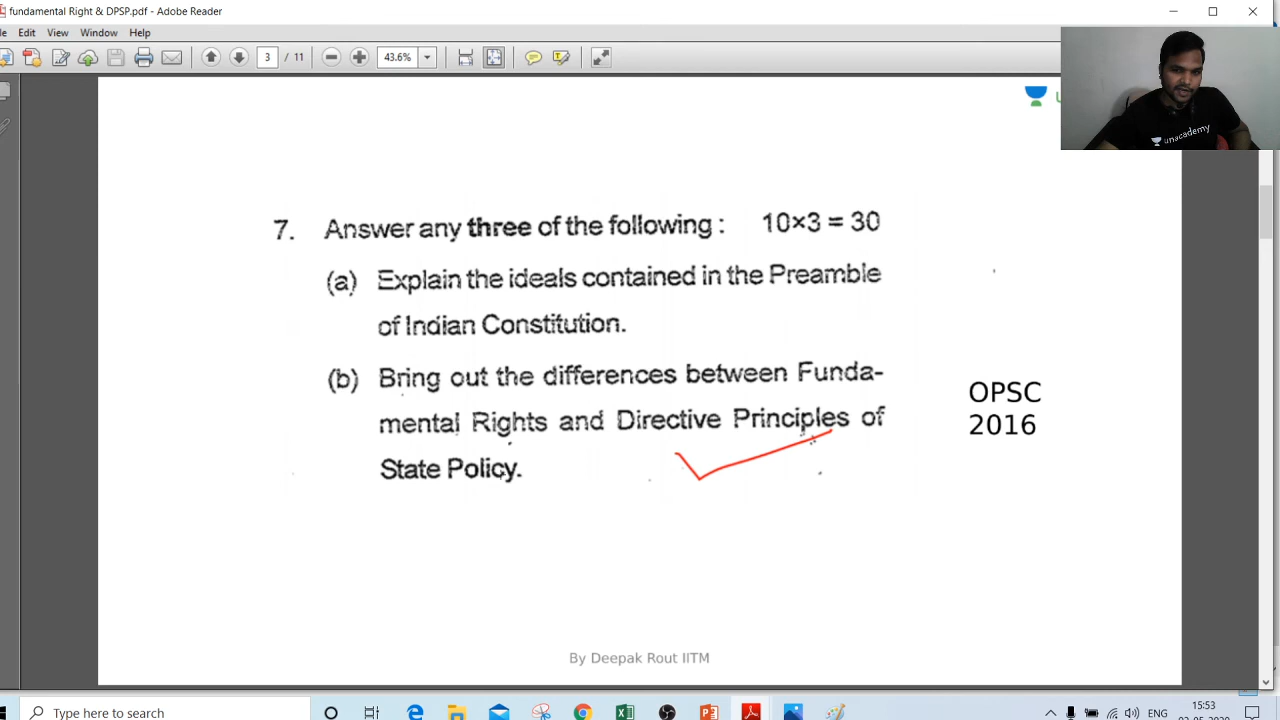 fundamental Right & DPSP.pdf - Adobe Reader
Edit View Window Help
3 / 11 43.6%
unacademy
7. Answer any three of the following : 10×3 = 30
(a) Explain the ideals contained in the Preamble
of Indian Constitution.
(b) Bring out the differences between Funda-
mental Rights and Directive Principles of
State Policy.
OPSC
2016
By Deepak Rout IITM
Type here to search
ENG
15:53